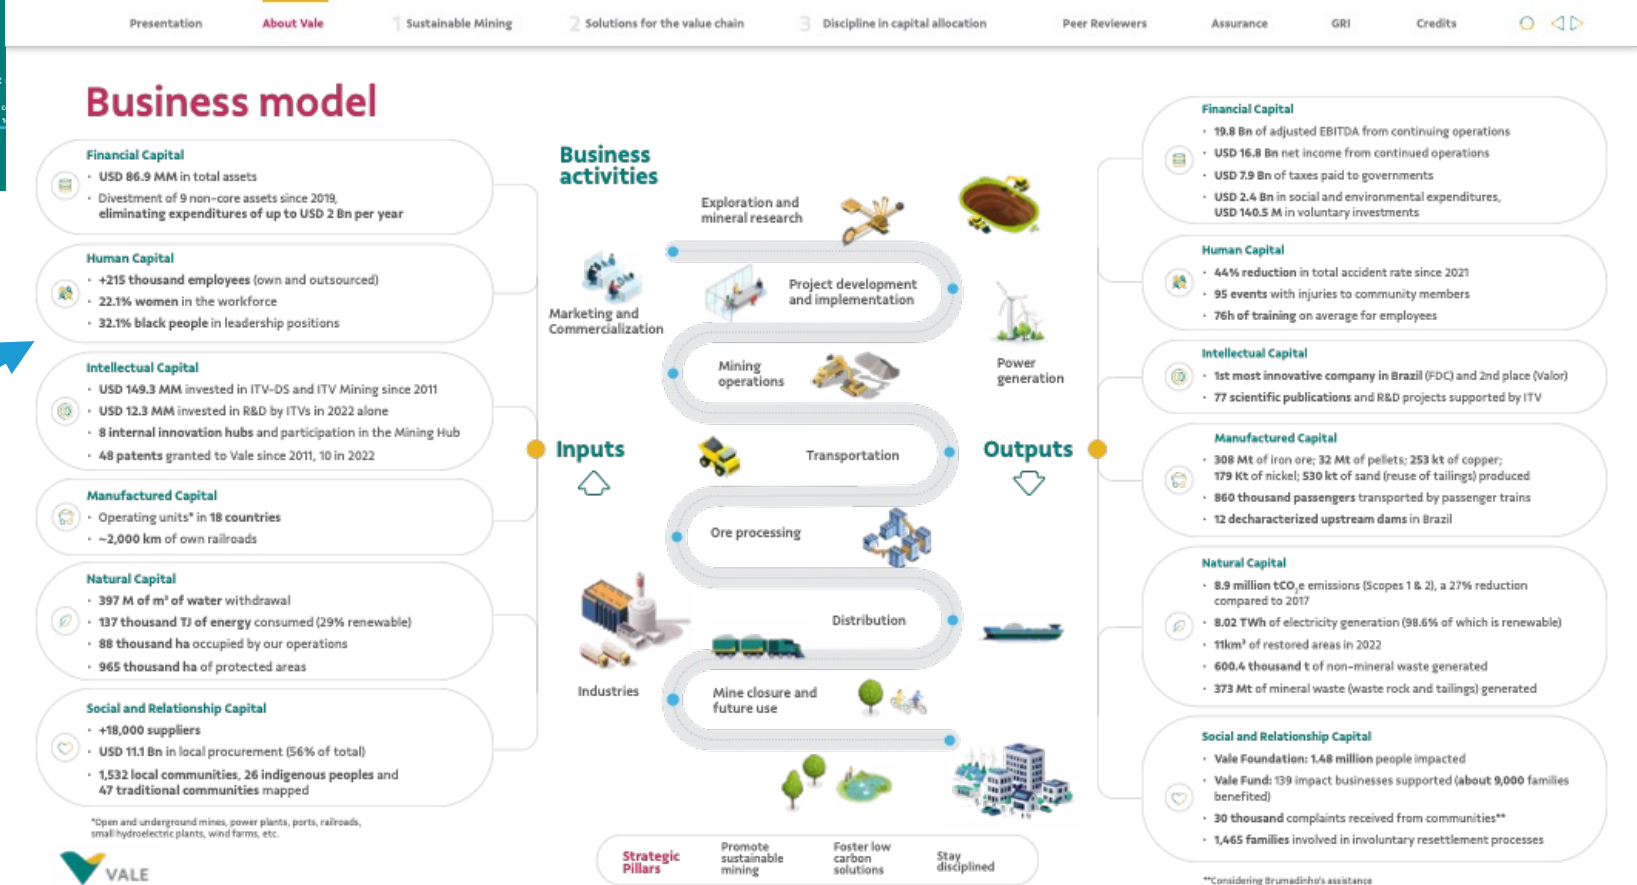 Presentation
About Vale
1 Sustainable Mining
2 Solutions for the value chain
3 Discipline in capital allocation
Peer Reviewers
Assurance
GRI
Credits
Business model
Financial Capital
· USD 86.9 MM in total assets
· Divestment of 9 non-core assets since 2019,
eliminating expenditures of up to USD 2 Bn per year
Human Capital
· +215 thousand employees (own and outsourced)
· 22.1% women in the workforce
· 32.1% black people in leadership positions
Intellectual Capital
· USD 149.3 MM invested in ITV-DS and ITV Mining since 2011
· USD 12.3 MM invested in R&D by ITVs in 2022 alone
· 8 internal innovation hubs and participation in the Mining Hub
· 48 patents granted to Vale since 2011, 10 in 2022
Manufactured Capital
· Operating units* in 18 countries
· ~2,000 km of own railroads
Natural Capital
· 397 M of m³ of water withdrawal
· 137 thousand TJ of energy consumed (29% renewable)
· 88 thousand ha occupied by our operations
· 965 thousand ha of protected areas
Social and Relationship Capital
· +18,000 suppliers
· USD 11.1 Bn in local procurement (56% of total)
· 1,532 local communities, 26 indigenous peoples and
47 traditional communities mapped
*Open and underground mines, power plants, ports, railroads,
small hydroelectric plants, wind farms, etc.
VALE
Business
activities
Exploration and
mineral research
Project development
and implementation
Marketing and
Commercialization
Mining
operations
Power
generation
Inputs
Transportation
Outputs
Ore processing
Distribution
Industries
Mine closure and
future use
Strategic
Pillars
Promote
sustainable
mining
Foster low
carbon
solutions
Stay
disciplined
Financial Capital
· 19.8 Bn of adjusted EBITDA from continuing operations
· USD 16.8 Bn net income from continued operations
· USD 7.9 Bn of taxes paid to governments
· USD 2.4 Bn in social and environmental expenditures,
USD 140.5 M in voluntary investments
Human Capital
· 44% reduction in total accident rate since 2021
· 95 events with injuries to community members
· 76h of training on average for employees
Intellectual Capital
· 1st most innovative company in Brazil (FDC) and 2nd place (Valor)
· 77 scientific publications and R&D projects supported by ITV
Manufactured Capital
· 308 Mt of iron ore; 32 Mt of pellets; 253 kt of copper;
179 Kt of nickel; 530 kt of sand (reuse of tailings) produced
· 860 thousand passengers transported by passenger trains
· 12 decharacterized upstream dams in Brazil
Natural Capital
· 8.9 million tCO₂e emissions (Scopes 1 & 2), a 27% reduction
compared to 2017
· 8.02 TWh of electricity generation (98.6% of which is renewable)
· 11km² of restored areas in 2022
· 600.4 thousand t of non-mineral waste generated
· 373 Mt of mineral waste (waste rock and tailings) generated
Social and Relationship Capital
· Vale Foundation: 1.48 million people impacted
· Vale Fund: 139 impact businesses supported (about 9,000 families
benefited)
· 30 thousand complaints received from communities**
· 1,465 families involved in involuntary resettlement processes
**Considering Brumadinho's assistance